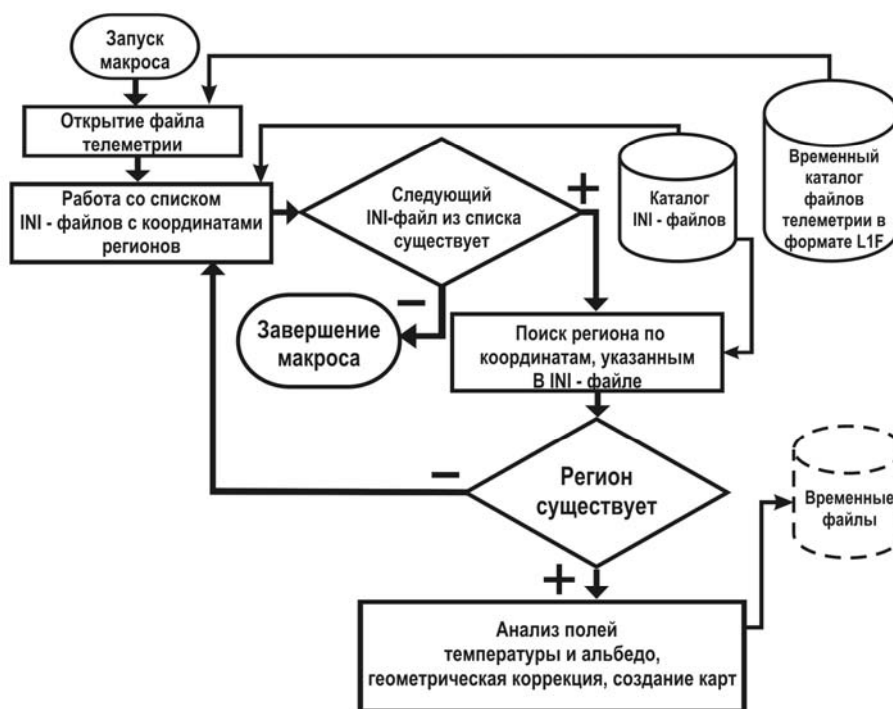 Запуск
макроса
Открытие файла
телеметрии
Работа со списком
INI - файлов с координатами
регионов
Следующий
INI-файл из списка
существует
+
−
Завершение
макроса
Каталог
INI - файлов
Временный
каталог
файлов
телеметрии в
формате L1F
Поиск региона по
координатам, указанным
В INI - файле
Регион
существует
−
+
Временные
файлы
Анализ полей
температуры и альбедо,
геометрическая коррекция, создание карт